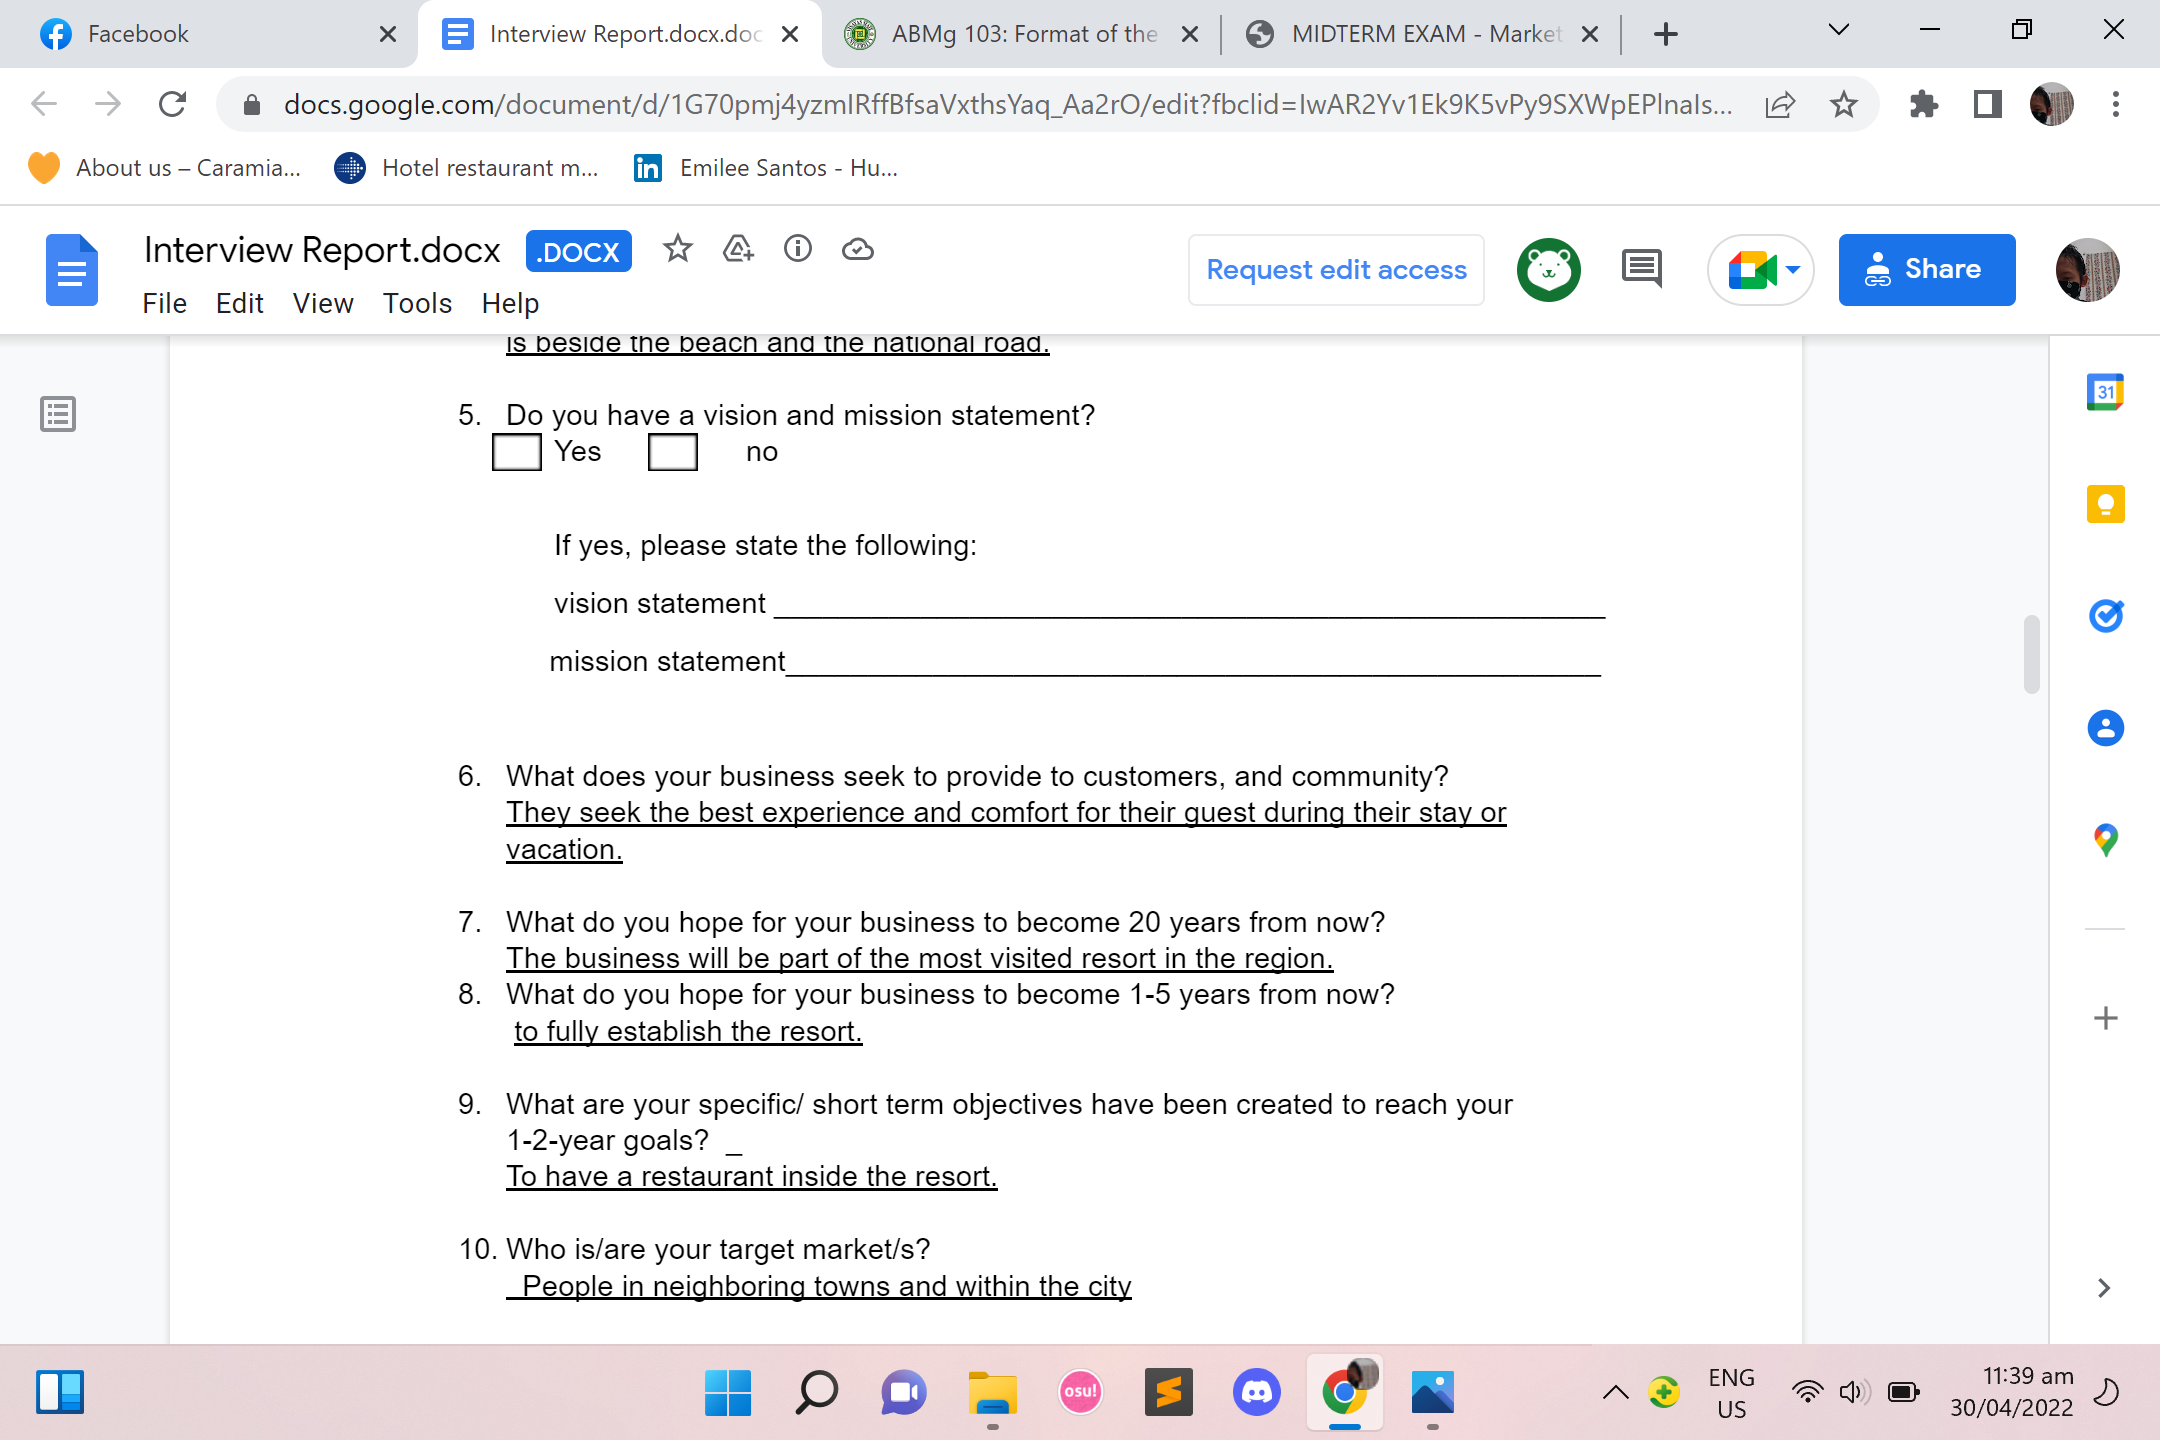 Facebook
Interview Report.docx.doc
ABMg 103: Format of the
MIDTERM EXAM - Market
docs.google.com/document/d/1G70pmj4yzmIRffBfsaVxthsYaq_Aa2rO/edit?fbclid=IwAR2Yv1Ek9K5vPy9SXWpEPlnaIs...
About us – Caramia...
Hotel restaurant m...
in
Emilee Santos - Hu...
Interview Report.docx
.DOCX
Request edit access
Share
File Edit View Tools Help
is beside the beach and the national road.
31
5. Do you have a vision and mission statement?
Yes no
If yes, please state the following:
vision statement ____________________
mission statement____________________
6. What does your business seek to provide to customers, and community?
They seek the best experience and comfort for their guest during their stay or
vacation.
7. What do you hope for your business to become 20 years from now?
The business will be part of the most visited resort in the region.
8. What do you hope for your business to become 1-5 years from now?
to fully establish the resort.
9. What are your specific/ short term objectives have been created to reach your
1-2-year goals? _
To have a restaurant inside the resort.
10. Who is/are your target market/s?
People in neighboring towns and within the city
osu!
ENG
US
11:39 am
30/04/2022